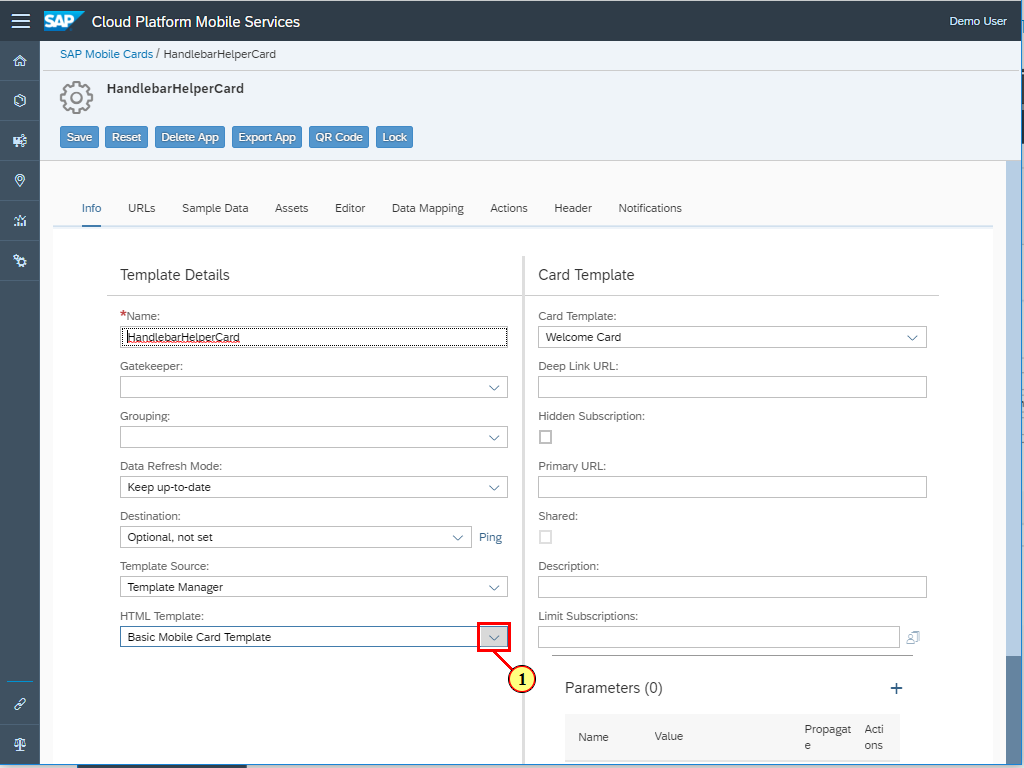 SAP Cloud Platform Mobile Services Demo User
SAP Mobile Cards / HandlebarHelperCard
HandlebarHelperCard
Save Reset Delete App Export App QR Code Lock
Info URLs Sample Data Assets Editor Data Mapping Actions Header Notifications
Template Details
*Name:
HandlebarHelperCard
Gatekeeper:
Grouping:
Data Refresh Mode:
Keep up-to-date
Destination:
Optional, not set Ping
Template Source:
Template Manager
HTML Template:
Basic Mobile Card Template
1
Card Template
Card Template:
Welcome Card
Deep Link URL:
Hidden Subscription:
Primary URL:
Shared:
Description:
Limit Subscriptions:
Parameters (0) +
Name Value Propagat Acti
e ons